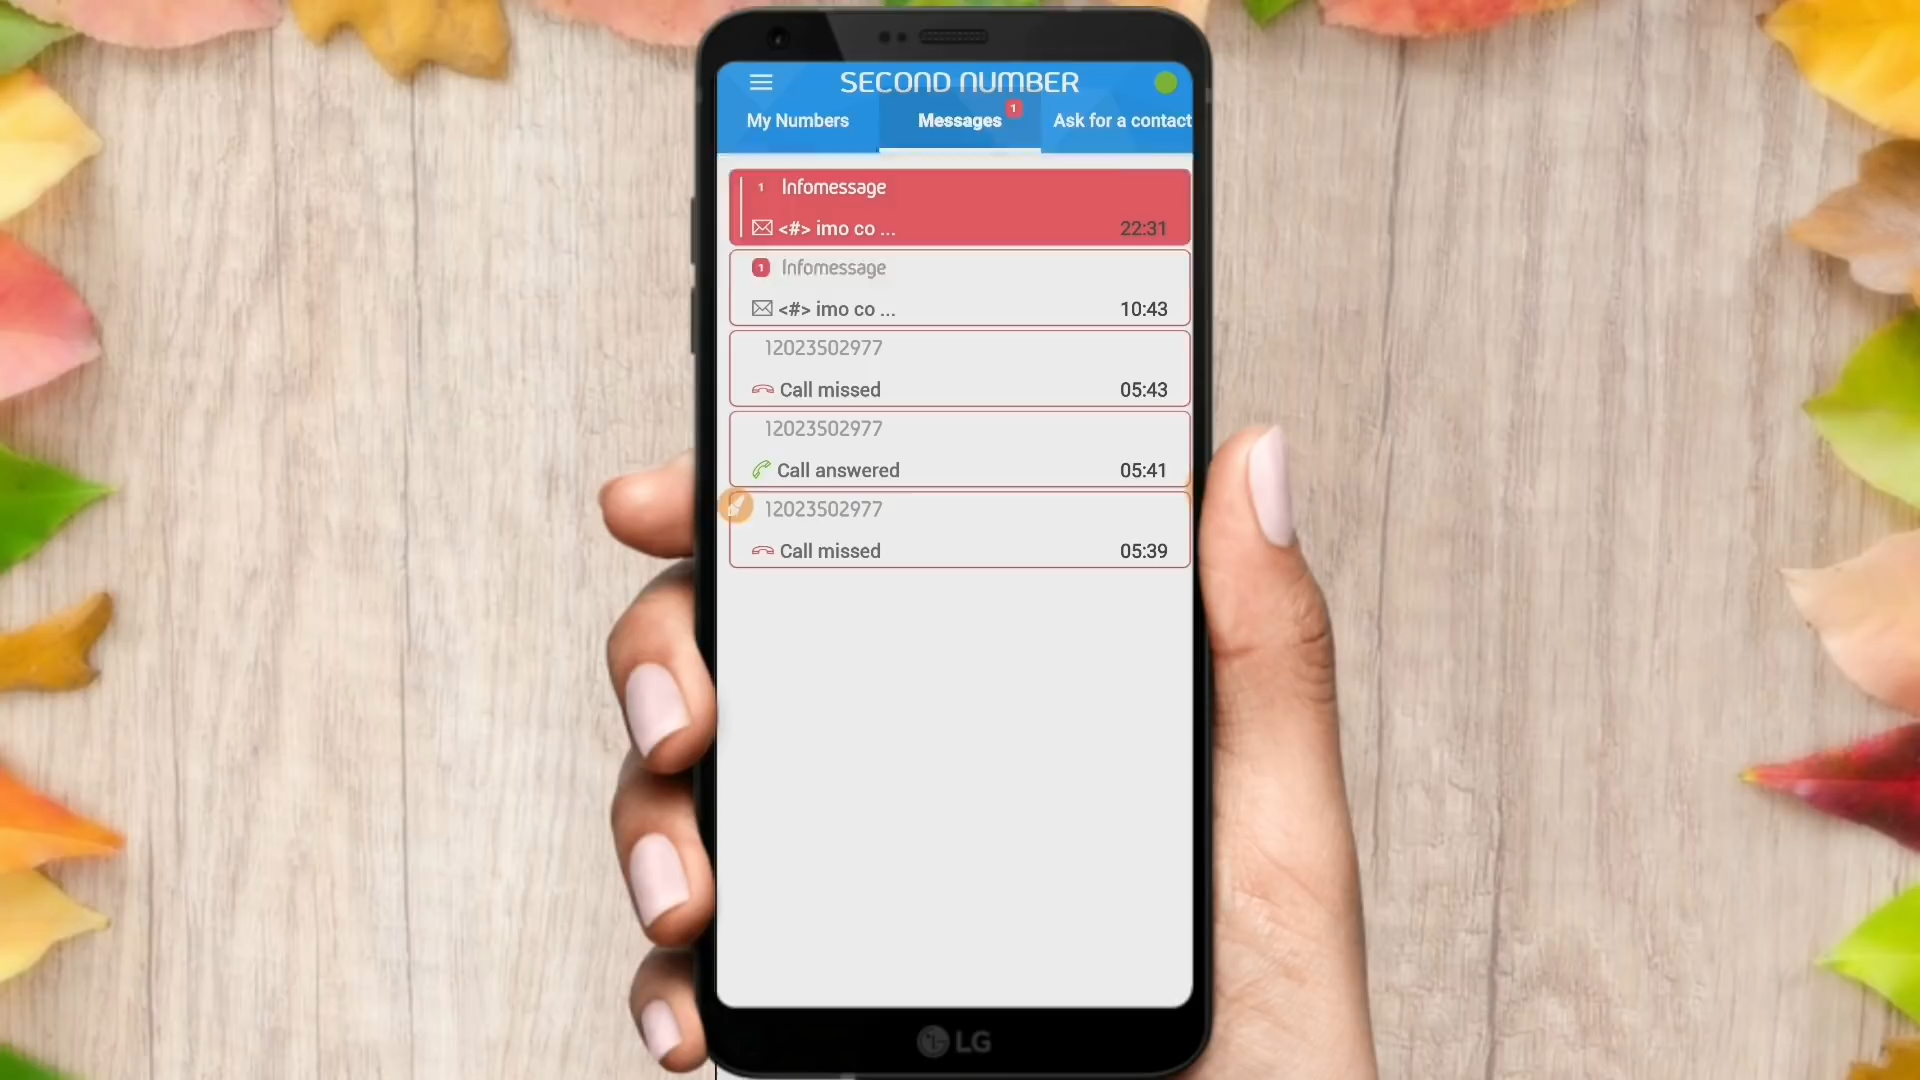 SECOND NUMBER
My Numbers
Messages 1
Ask for a contact
1 Infomessage
<#> imo co ... 22:31
1 Infomessage
<#> imo co ... 10:43
12023502977
Call missed 05:43
12023502977
Call answered 05:41
12023502977
Call missed 05:39
LG